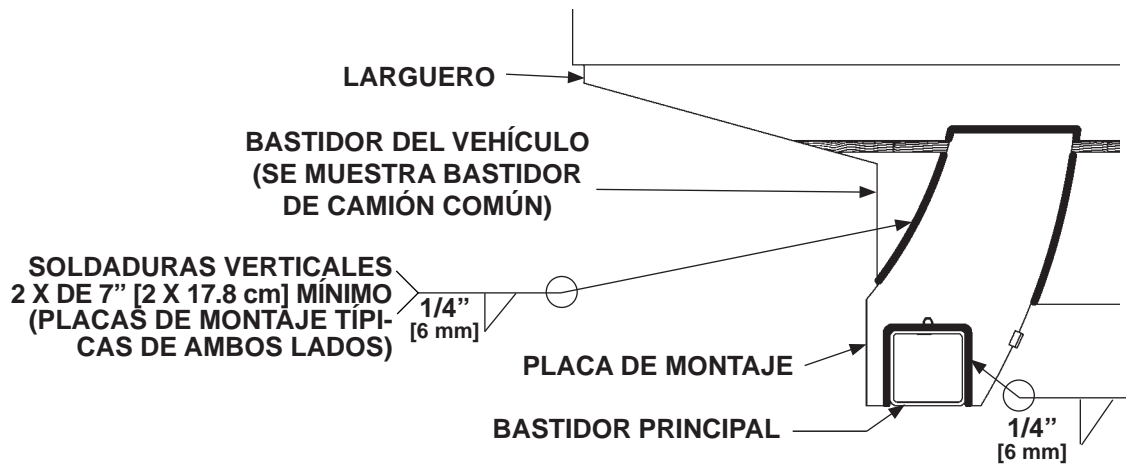 LARGUERO
BASTIDOR DEL VEHÍCULO
(SE MUESTRA BASTIDOR
DE CAMIÓN COMÚN)
SOLDADURAS VERTICALES
2 X DE 7” [2 X 17.8 cm] MÍNIMO
(PLACAS DE MONTAJE TÍPI-
CAS DE AMBOS LADOS)
1/4”
[6 mm]
PLACA DE MONTAJE
BASTIDOR PRINCIPAL
1/4”
[6 mm]